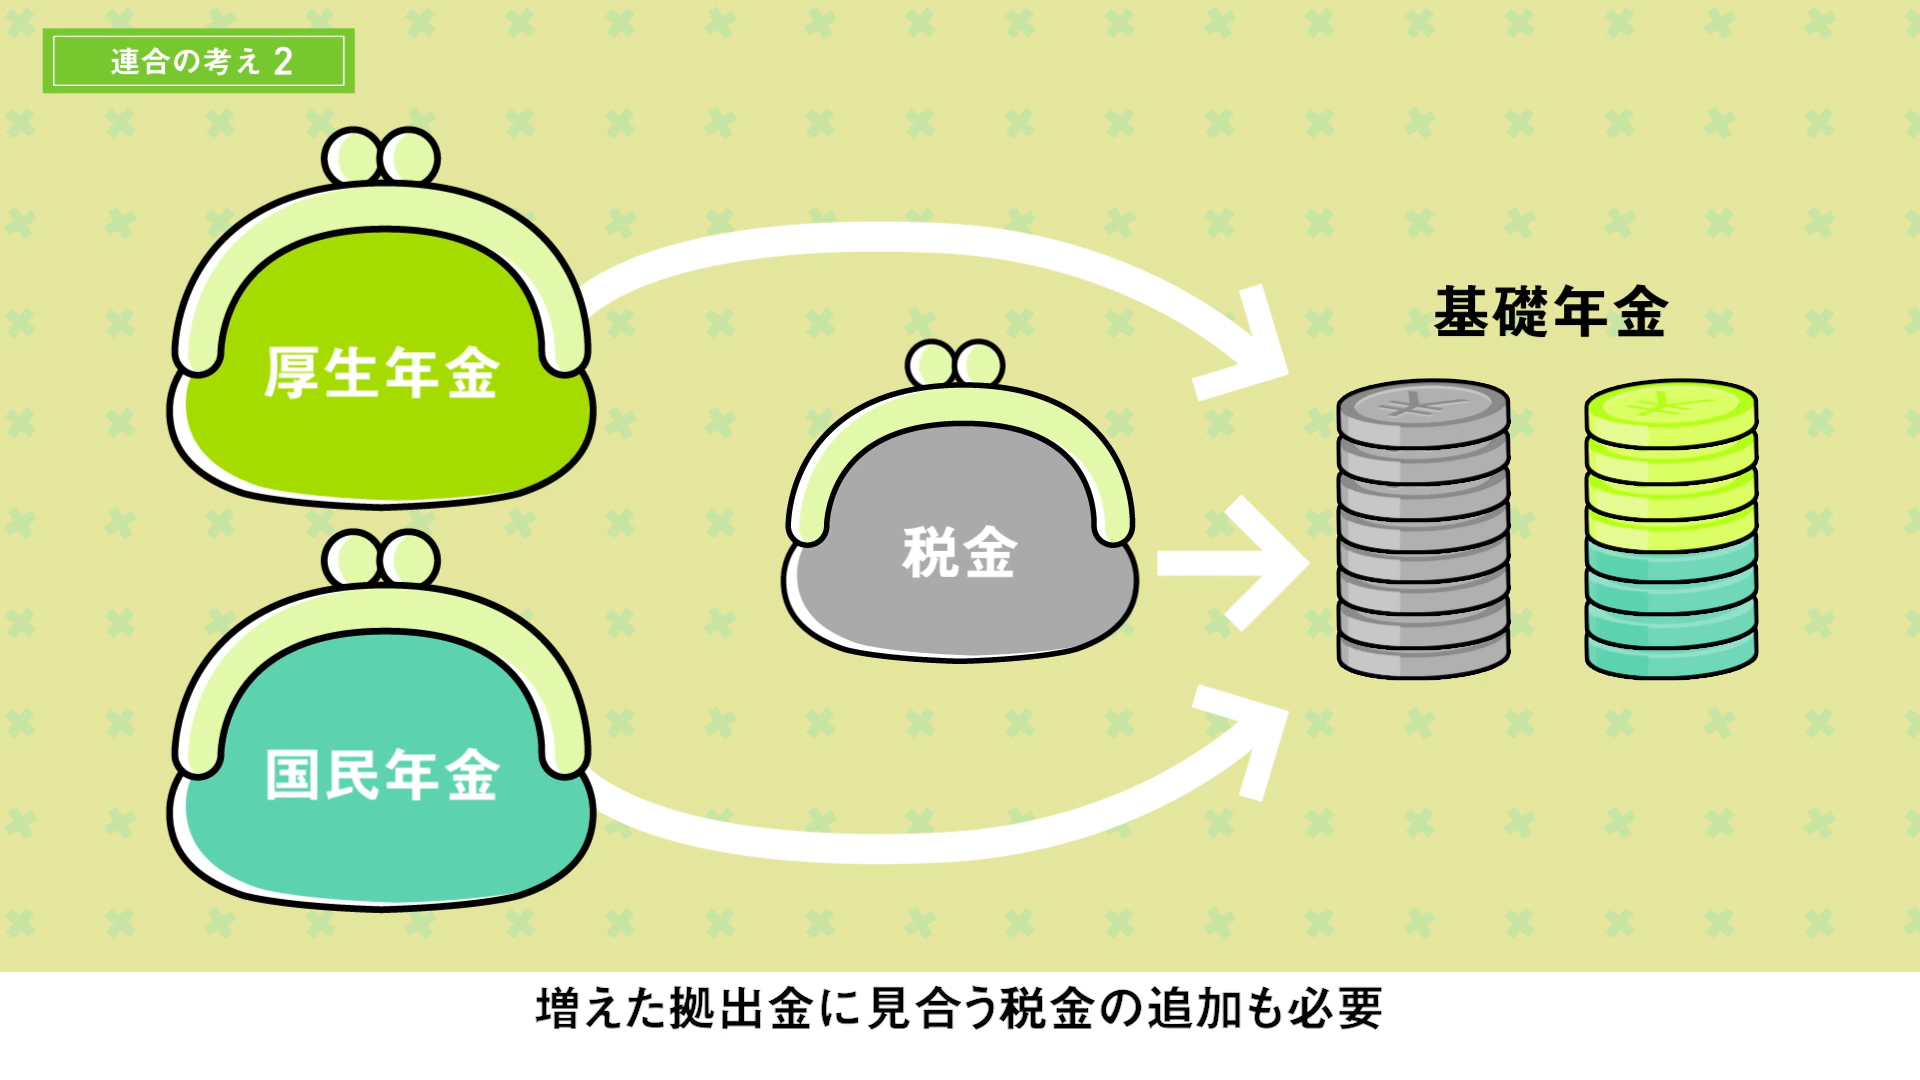 連合の考え 2
厚生年金
基礎年金
税金
国民年金
増えた拠出金に見合う税金の追加も必要